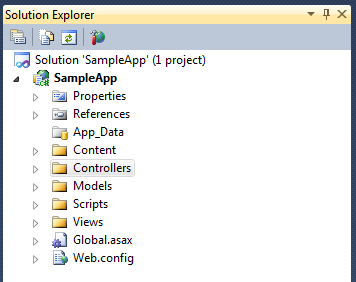 Solution Explorer
Solution 'SampleApp' (1 project)
SampleApp
Properties
References
App_Data
Content
Controllers
Models
Scripts
Views
Global.asax
Web.config